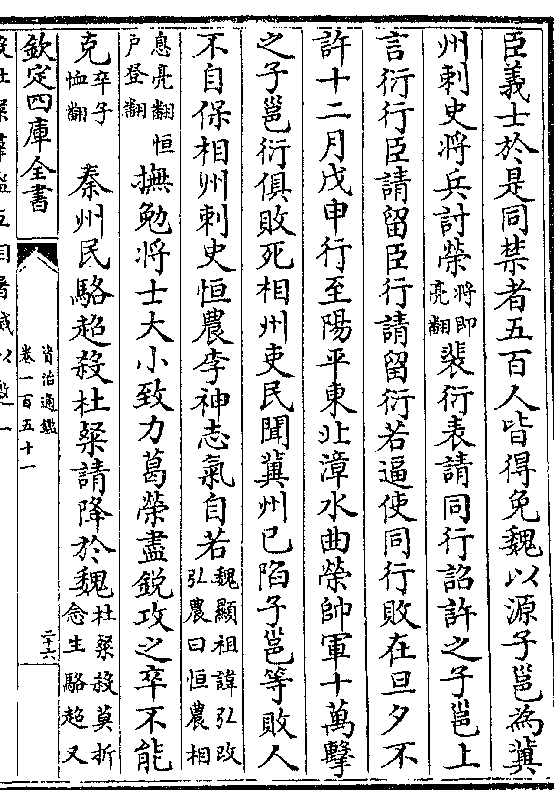 臣義士於是同禁者五百人皆得免魏以源子邕為冀
州刺史將兵討榮將即亮翻裴衍表請同行詔許之子邕上
言衍行臣請留臣行請留衍若逼使同行敗在旦夕不
許十二月戊申行至陽平東北漳水曲榮帥軍十萬擊
之子邕衍俱敗死相州吏民聞冀州已陷子邕等敗人
不自保相州刺史恒農李神志氣自若魏顯祖諱弘改弘農曰恒農相
息亮翻恒戶登翻撫勉將士大小致力葛榮盡銳攻之卒不能
克卒子恤翻 秦州民駱超殺杜粲請降於魏杜粲殺莫折念生駱超又
欽定四庫全書
資治通鑑
卷一百五十一
二十六